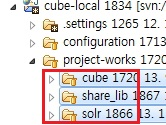 cube-local 1834 [svn:/
.settings 1265 12.
configuration 1713
project-works 1720
cube 1720 13.
share_lib 1867
solr 1866 13.